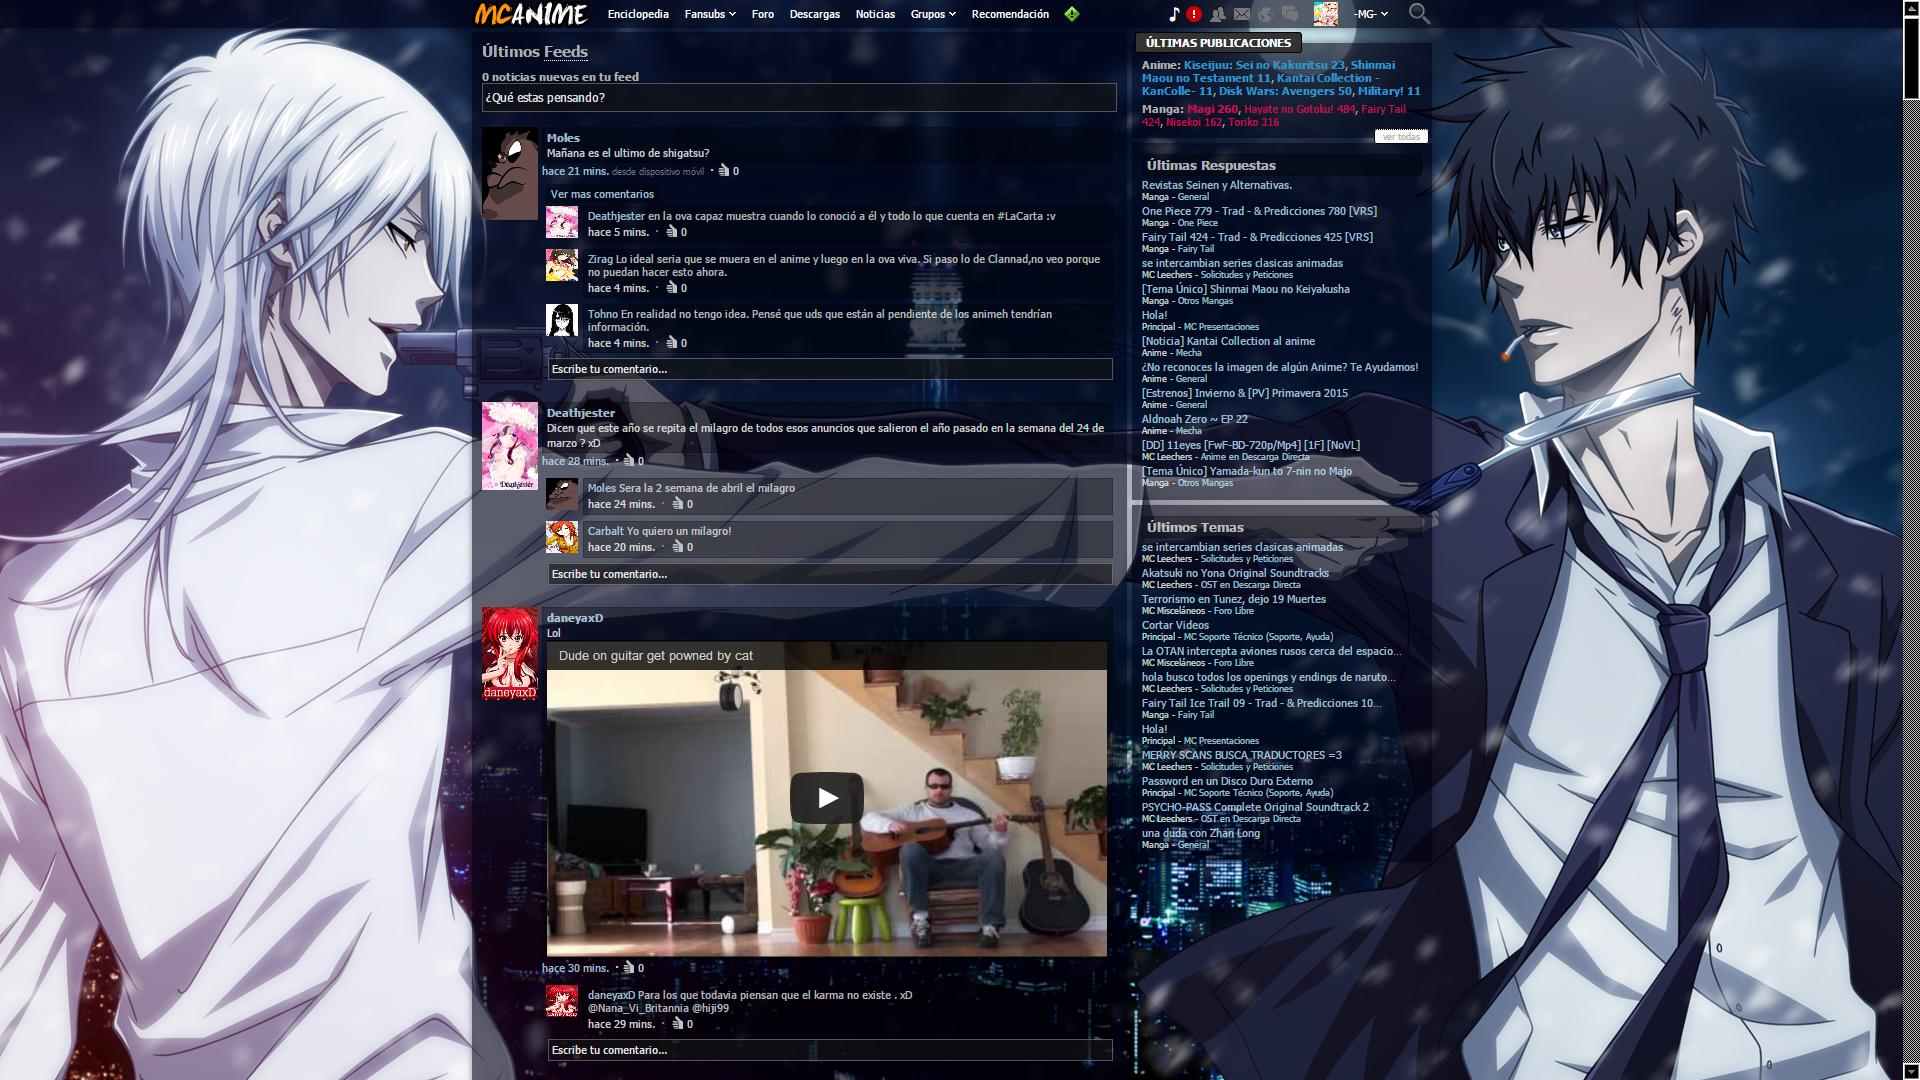 MCANIME Enciclopedia Fansubs Foro Descargas Noticias Grupos Recomendación -MG-
Últimos Feeds
0 noticias nuevas en tu feed
¿Qué estas pensando?
Moles
Mañana es el ultimo de shigatsu?
hace 21 mins. desde dispositivo móvil · 0
Ver mas comentarios
Deathjester en la ova capaz muestra cuando lo conoció a él y todo lo que cuenta en #LaCarta :v
hace 5 mins. · 0
Zirag Lo ideal seria que se muera en el anime y luego en la ova viva. Si paso lo de Clannad,no veo porque
no puedan hacer esto ahora.
hace 4 mins. · 0
Tohno En realidad no tengo idea. Pensé que uds que están al pendiente de los animeh tendrían
información.
hace 4 mins. · 0
Escribe tu comentario...
Deathjester
Dicen que este año se repita el milagro de todos esos anuncios que salieron el año pasado en la semana del 24 de
marzo ? xD
Deathjester
hace 28 mins. · 0
Moles Sera la 2 semana de abril el milagro
hace 24 mins. · 0
Carbalt Yo quiero un milagro!
hace 20 mins. · 0
Escribe tu comentario...
daneyaxD
Lol
daneyaxD
Dude on guitar get powned by cat
hace 30 mins. · 0
daneyaxD Para los que todavia piensan que el karma no existe . xD
@Nana_Vi_Britannia @hiji99
hace 29 mins. · 0
Escribe tu comentario...
ÚLTIMAS PUBLICACIONES
Anime: Kiseijuu: Sei no Kakuritsu 23, Shinmai
Maou no Testament 11, Kantai Collection -
KanColle- 11, Disk Wars: Avengers 50, Military! 11
Manga: Magi 260, Hayate no Gotoku! 484, Fairy Tail
424, Nisekoi 162, Toriko 316
ver todas
Últimas Respuestas
Revistas Seinen y Alternativas.
Manga - General
One Piece 779 - Trad - & Predicciones 780 [VRS]
Manga - One Piece
Fairy Tail 424 - Trad - & Predicciones 425 [VRS]
Manga - Fairy Tail
se intercambian series clasicas animadas
MC Leechers - Solicitudes y Peticiones
[Tema Único] Shinmai Maou no Keiyakusha
Manga - Otros Mangas
Hola!
Principal - MC Presentaciones
[Noticia] Kantai Collection al anime
Anime - Mecha
¿No reconoces la imagen de algún Anime? Te Ayudamos!
Anime - General
[Estrenos] Invierno & [PV] Primavera 2015
Anime - General
Aldnoah Zero ~ EP 22
Anime - Mecha
[DD] 11eyes [FwF-BD-720p/Mp4] [1F] [NoVL]
MC Leechers - Anime en Descarga Directa
[Tema Único] Yamada-kun to 7-nin no Majo
Manga - Otros Mangas
Últimos Temas
se intercambian series clasicas animadas
MC Leechers - Solicitudes y Peticiones
Akatsuki no Yona Original Soundtracks
MC Leechers - OST en Descarga Directa
Terrorismo en Tunez, dejo 19 Muertes
MC Misceláneos - Foro Libre
Cortar Videos
Principal - MC Soporte Técnico (Soporte, Ayuda)
La OTAN intercepta aviones rusos cerca del espacio...
MC Misceláneos - Foro Libre
hola busco todos los openings y endings de naruto...
MC Leechers - Solicitudes y Peticiones
Fairy Tail Ice Trail 09 - Trad - & Predicciones 10...
Manga - Fairy Tail
Hola!
Principal - MC Presentaciones
MERRY SCANS BUSCA TRADUCTORES =3
MC Leechers - Solicitudes y Peticiones
Password en un Disco Duro Externo
Principal - MC Soporte Técnico (Soporte, Ayuda)
PSYCHO-PASS Complete Original Soundtrack 2
MC Leechers - OST en Descarga Directa
una duda con Zhan Long
Manga - General